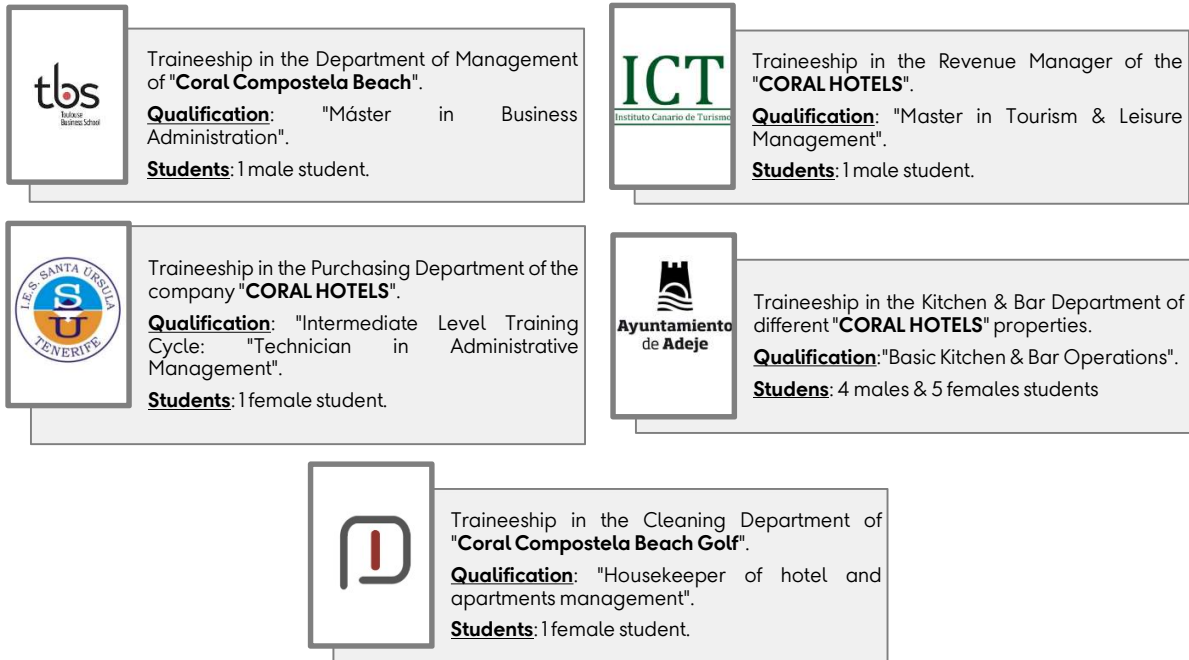 tbs
Toulouse
Business School
Traineeship in the Department of Management
of "Coral Compostela Beach".
Qualification: "Máster in Business
Administration".
Students: 1 male student.
ICT
Instituto Canario de Turismo
Traineeship in the Revenue Manager of the
"CORAL HOTELS".
Qualification: "Master in Tourism & Leisure
Management".
Students: 1 male student.
I.E.S. SANTA ÚRSULA
SU
TENERIFE
Traineeship in the Purchasing Department of the
company "CORAL HOTELS".
Qualification: "Intermediate Level Training
Cycle: "Technician in Administrative
Management".
Students: 1 female student.
Ayuntamiento
de Adeje
Traineeship in the Kitchen & Bar Department of
different "CORAL HOTELS" properties.
Qualification:"Basic Kitchen & Bar Operations".
Studens: 4 males & 5 females students
Traineeship in the Cleaning Department of
"Coral Compostela Beach Golf".
Qualification: "Housekeeper of hotel and
apartments management".
Students: 1 female student.